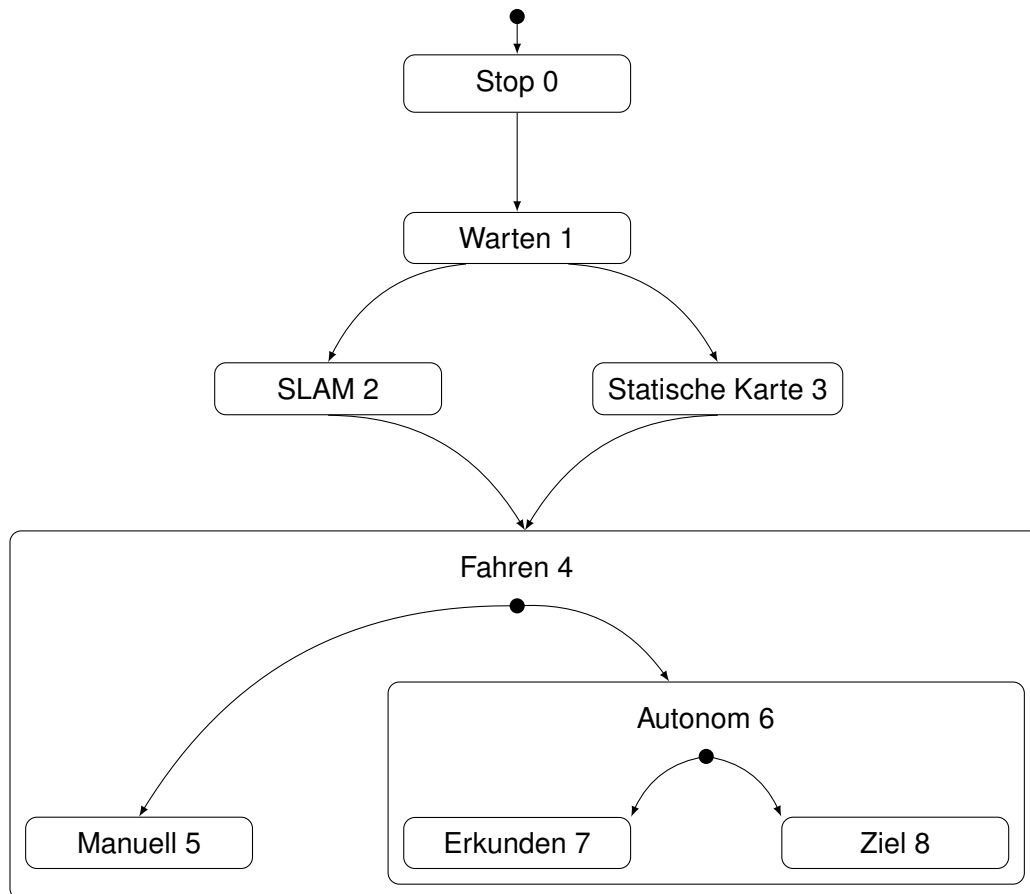 Stop 0
Warten 1
SLAM 2
Statische Karte 3
Fahren 4
Autonom 6
Manuell 5
Erkunden 7
Ziel 8